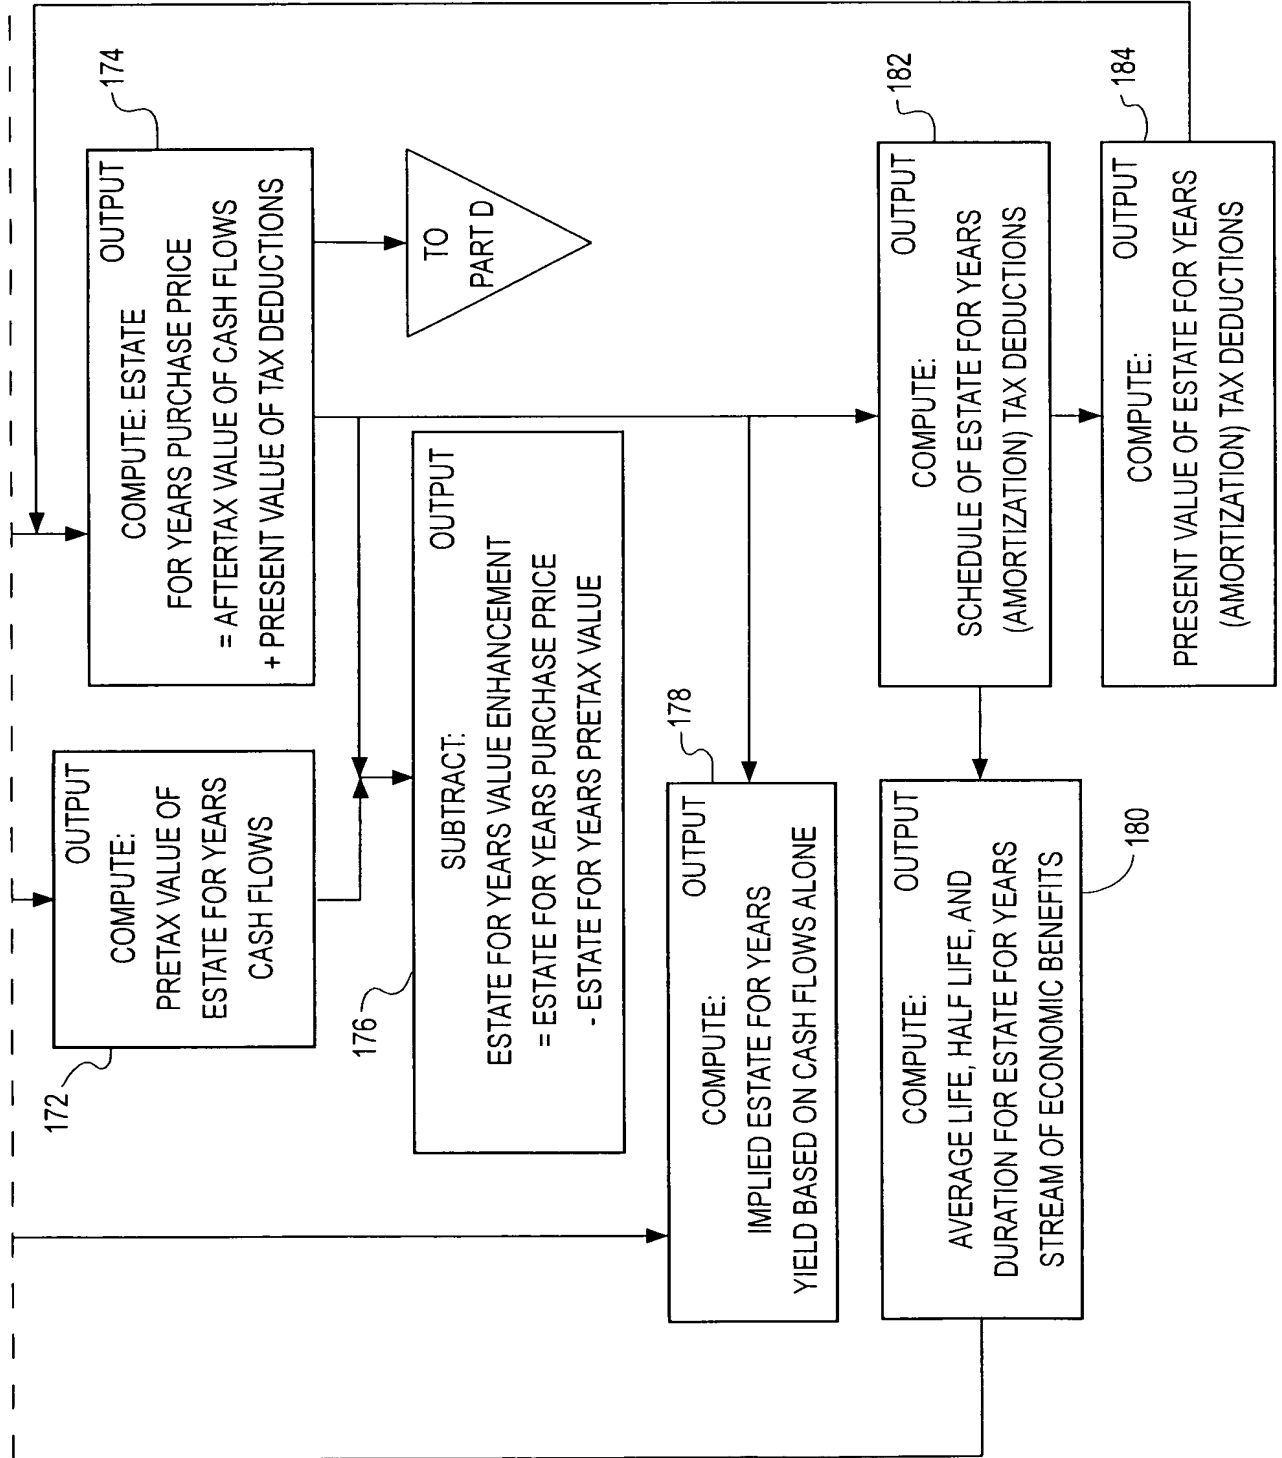 172
OUTPUT
COMPUTE:
PRETAX VALUE OF
ESTATE FOR YEARS
CASH FLOWS
174
OUTPUT
COMPUTE: ESTATE
FOR YEARS PURCHASE PRICE
= AFTERTAX VALUE OF CASH FLOWS
+ PRESENT VALUE OF TAX DEDUCTIONS
TO
PART D
176
OUTPUT
SUBTRACT:
ESTATE FOR YEARS VALUE ENHANCEMENT
= ESTATE FOR YEARS PURCHASE PRICE
- ESTATE FOR YEARS PRETAX VALUE
178
OUTPUT
COMPUTE:
IMPLIED ESTATE FOR YEARS
YIELD BASED ON CASH FLOWS ALONE
180
OUTPUT
COMPUTE:
AVERAGE LIFE, HALF LIFE, AND
DURATION FOR ESTATE FOR YEARS
STREAM OF ECONOMIC BENEFITS
182
OUTPUT
COMPUTE:
SCHEDULE OF ESTATE FOR YEARS
(AMORTIZATION) TAX DEDUCTIONS
184
OUTPUT
COMPUTE:
PRESENT VALUE OF ESTATE FOR YEARS
(AMORTIZATION) TAX DEDUCTIONS